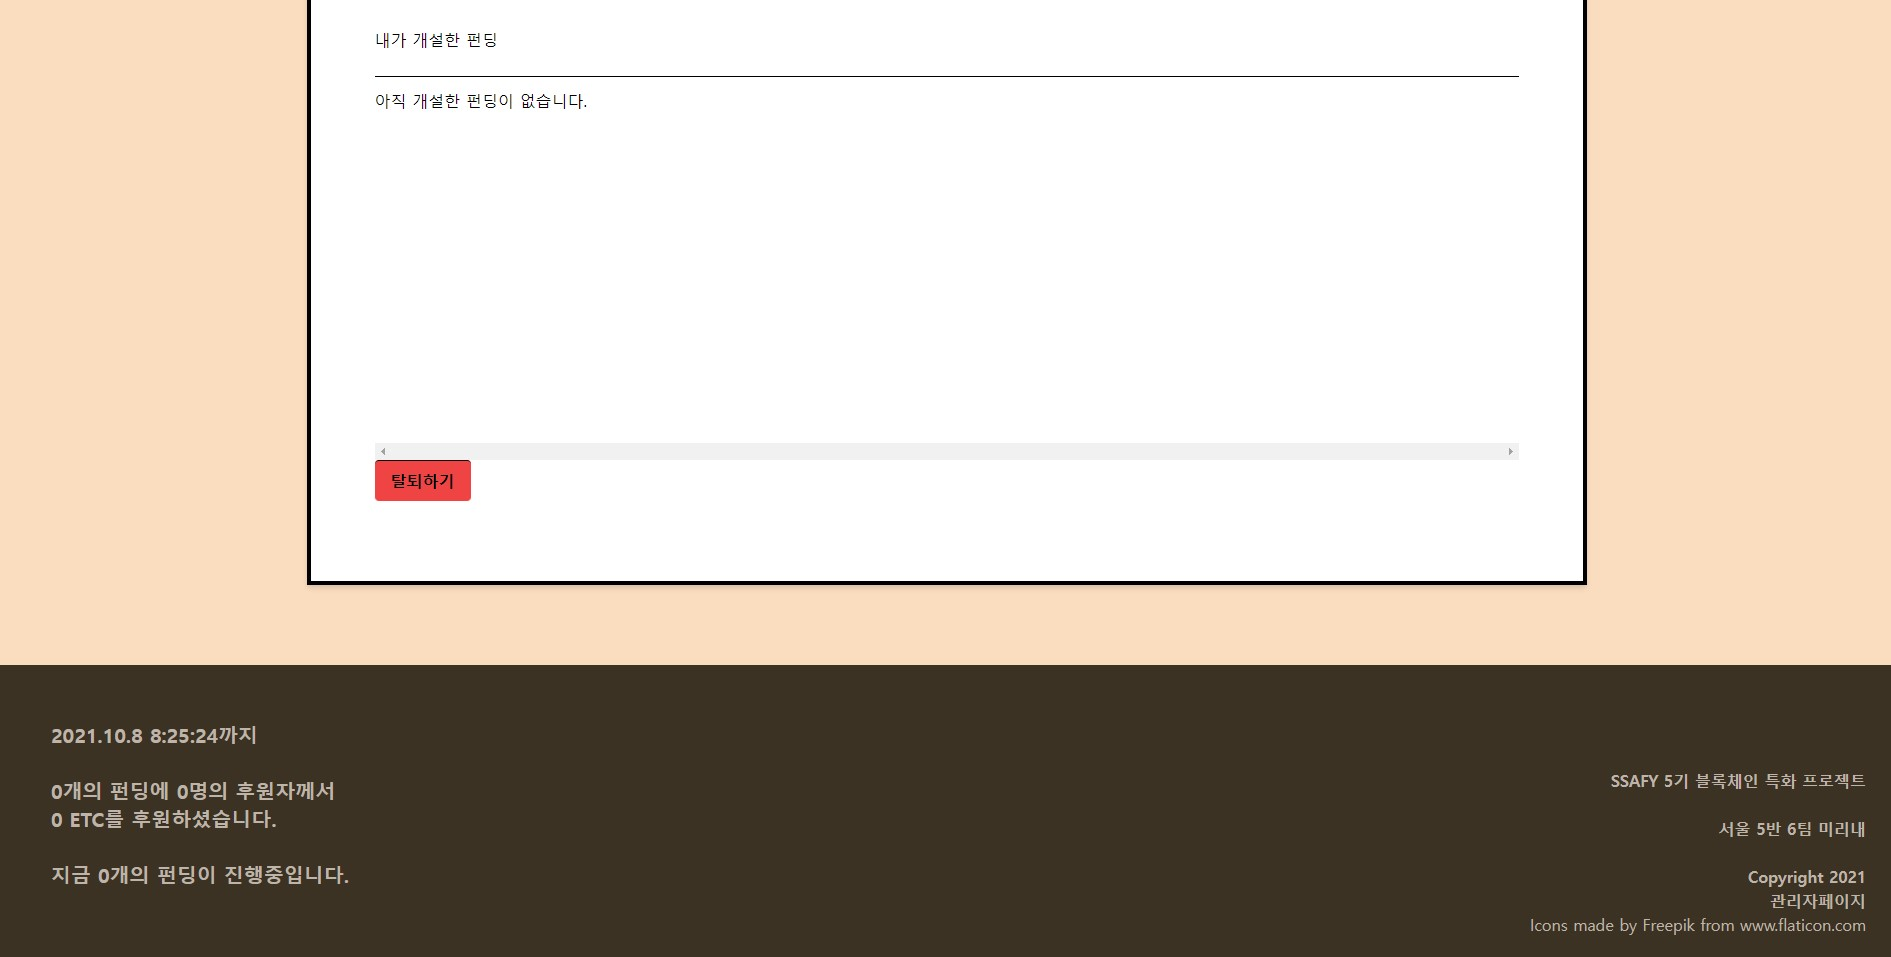 내가 개설한 펀딩
아직 개설한 펀딩이 없습니다.
탈퇴하기
2021.10.8 8:25:24까지
0개의 펀딩에 0명의 후원자께서
0 ETC를 후원하셨습니다.
지금 0개의 펀딩이 진행중입니다.
SSAFY 5기 블록체인 특화 프로젝트
서울 5반 6팀 미리내
Copyright 2021
관리자페이지
Icons made by Freepik from www.flaticon.com